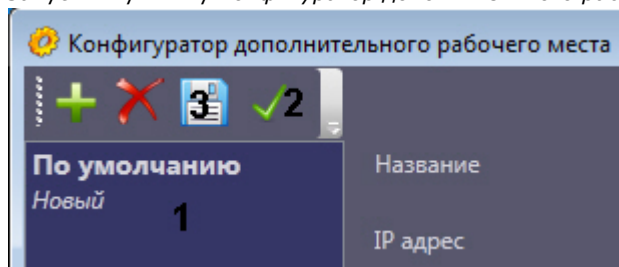 Конфигуратор дополнительного рабочего места
3 2
По умолчанию
Название
Новый
1
IP адрес